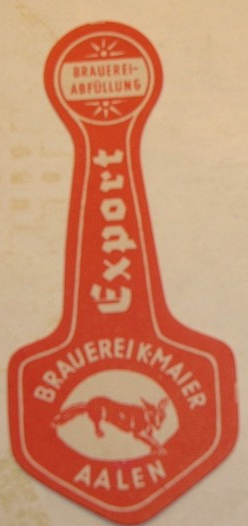 BRAUEREI-
ABFÜLLUNG
Export
BRAUEREI K·MAIER
AALEN